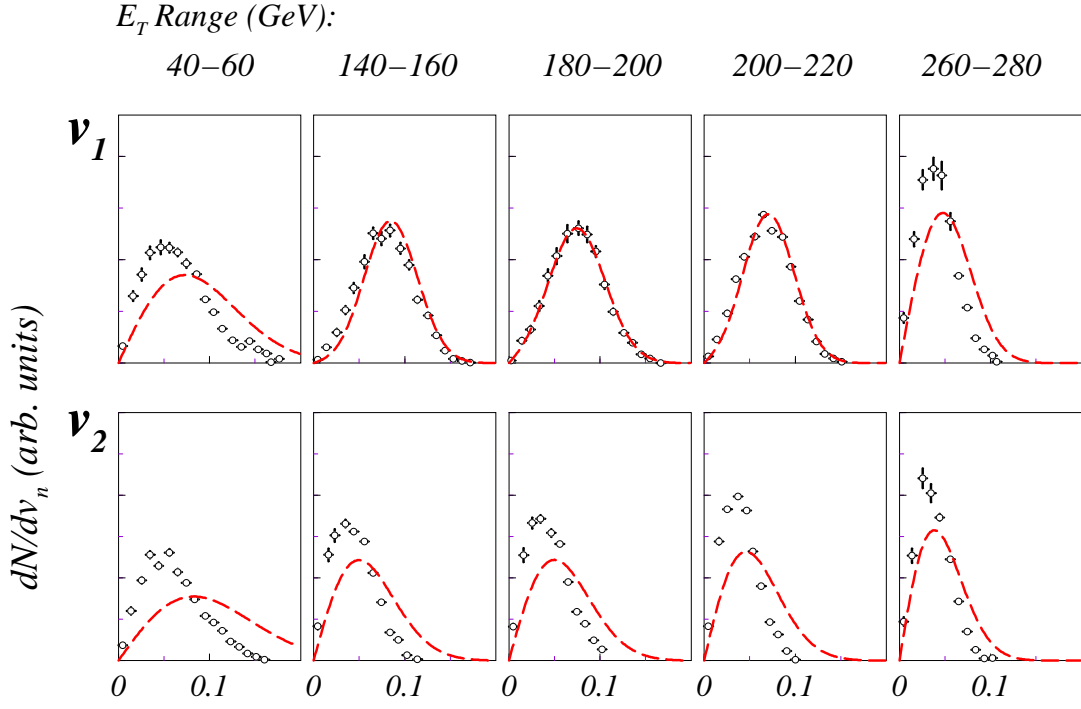 E_T Range (GeV):
40−60 140−160 180−200 200−220 260−280
v_1
v_2
dN/dv_n (arb. units)
0 0.1 0 0.1 0 0.1 0 0.1 0 0.1